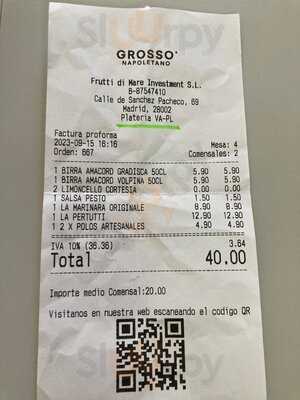 Slurpy
GROSSO
NAPOLETANO
Frutti di Mare Investment S.L.
B-87547410
Calle de Sanchez Pacheco, 69
Madrid, 28002
Plateria VA-PL
Factura proforma
2023-09-15 16:16 Mesa: 4
Orden: 667 Comensales: 2
1 BIRRA AMACORD GRADISCA 50CL 5.90 5.90
1 BIRRA AMACORD VOLPINA 50CL 5.90 5.90
2 LIMONCELLO CORTESIA 0.00 0.00
1 SALSA PESTO 1.50 1.50
1 LA MARINARA ORIGINALE 8.90 8.90
1 LA PERTUTTI 12.90 12.90
1 2 X POLOS ARTESANALES 4.90 4.90
IVA 10% (36.36) 3.64
Total 40.00
Importe medio Comensal:20.00
Visitanos en nuestra web escaneando el codigo QR